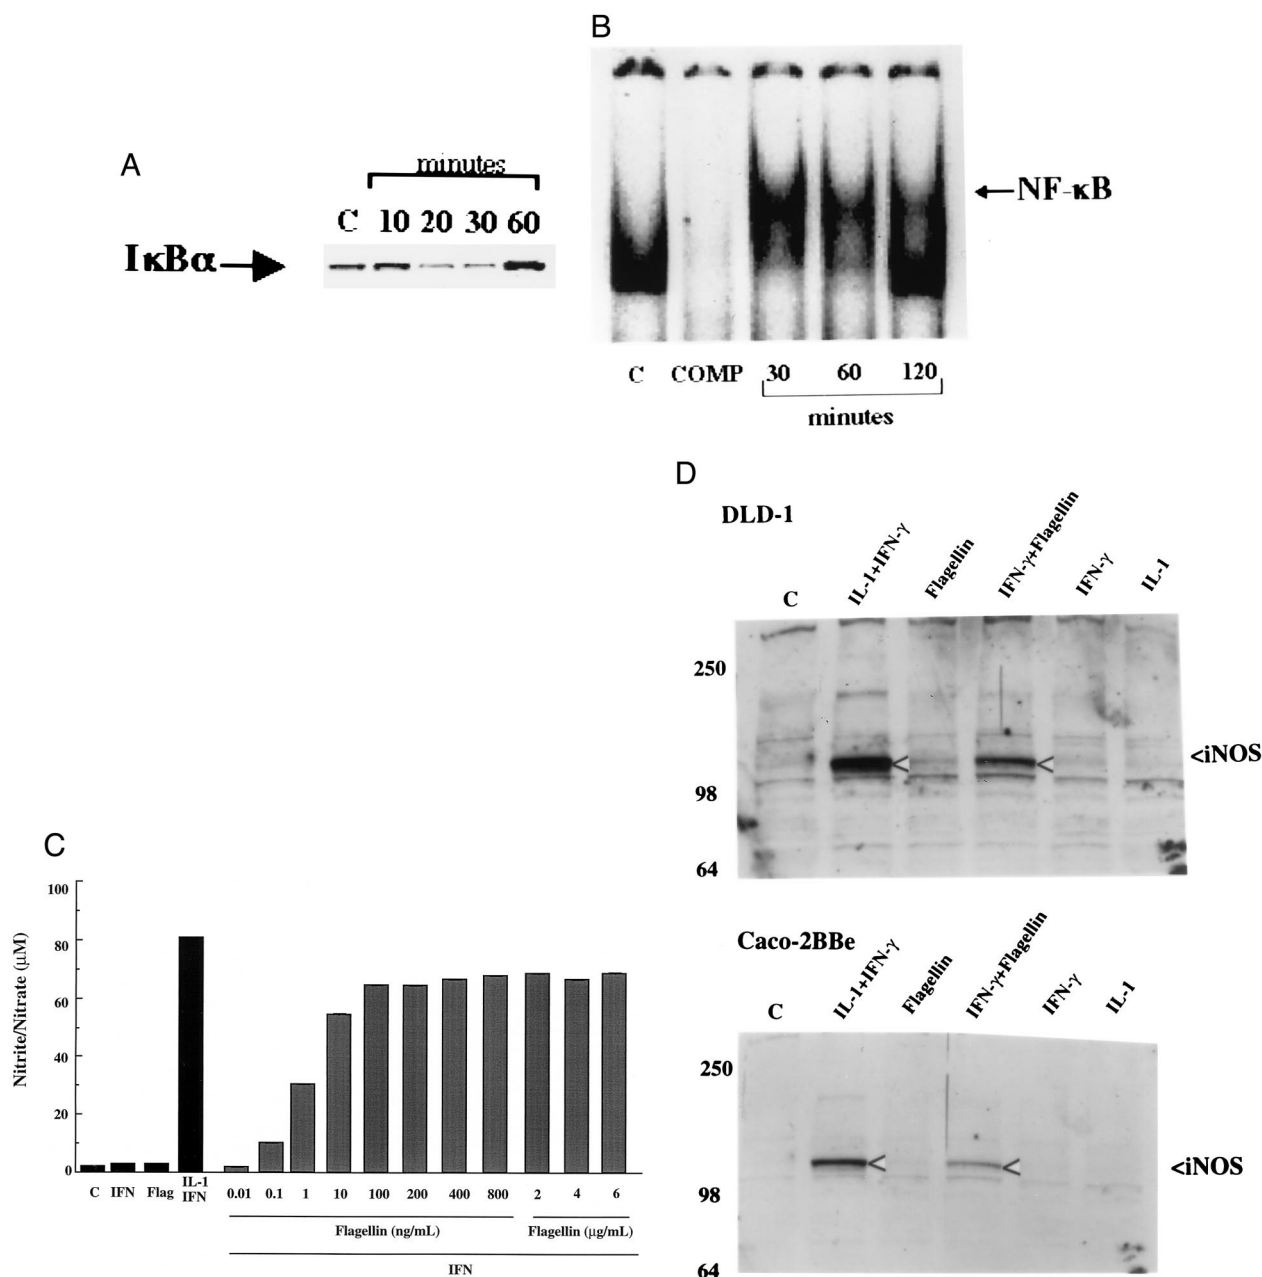 A
minutes
C 10 20 30 60
IκBα
B
NF-κB
C COMP 30 60 120
minutes
C
Nitrite/Nitrate (μM)
100
80
60
40
20
0
C IFN Flag IL-1 IFN 0.01 0.1 1 10 100 200 400 800 2 4 6
Flagellin (ng/mL) Flagellin (μg/mL)
IFN
D
DLD-1
C IL-1+IFN-γ Flagellin IFN-γ+Flagellin IFN-γ IL-1
250
<iNOS
98
64
Caco-2BBe
C IL-1+IFN-γ Flagellin IFN-γ+Flagellin IFN-γ IL-1
250
<iNOS
98
64